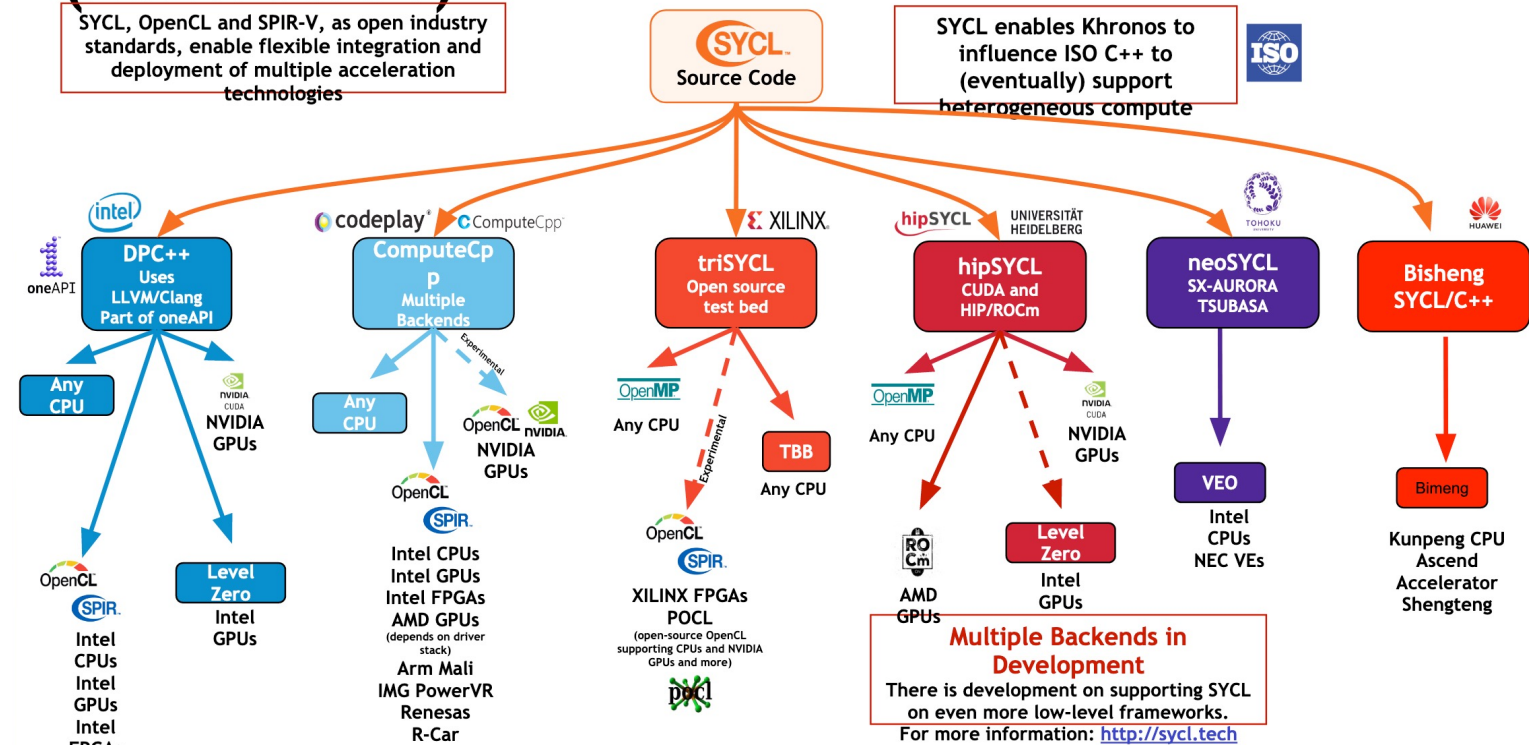 SYCL, OpenCL and SPIR-V, as open industry
standards, enable flexible integration and
deployment of multiple acceleration
technologies
SYCL™
Source Code
SYCL enables Khronos to
influence ISO C++ to
(eventually) support
heterogeneous compute
ISO
intel
oneAPI
DPC++
Uses
LLVM/Clang
Part of oneAPI
Any
CPU
NVIDIA
CUDA
NVIDIA
GPUs
OpenCL
SPIR
Intel
CPUs
Intel
GPUs
Intel
FPGAs
Level
Zero
Intel
GPUs
codeplay
ComputeCpp
ComputeCp
p
Multiple
Backends
Experimental
Any
CPU
OpenCL
NVIDIA
NVIDIA
GPUs
OpenCL
SPIR
Intel CPUs
Intel GPUs
Intel FPGAs
AMD GPUs
(depends on driver
stack)
Arm Mali
IMG PowerVR
Renesas
R-Car
XILINX
triSYCL
Open source
test bed
OpenMP
Any CPU
Experimental
TBB
Any CPU
OpenCL
SPIR
XILINX FPGAs
POCL
(open-source OpenCL
supporting CPUs and NVIDIA
GPUs and more)
pocl
hipSYCL
UNIVERSITÄT
HEIDELBERG
hipSYCL
CUDA and
HIP/ROCm
OpenMP
Any CPU
NVIDIA
CUDA
NVIDIA
GPUs
ROCm
AMD
GPUs
Level
Zero
Intel
GPUs
TOHOKU
UNIVERSITY
neoSYCL
SX-AURORA
TSUBASA
VEO
Intel
CPUs
NEC VEs
HUAWEI
Bisheng
SYCL/C++
Bimeng
Kunpeng CPU
Ascend
Accelerator
Shengteng
Multiple Backends in
Development
There is development on supporting SYCL
on even more low-level frameworks.
For more information: http://sycl.tech